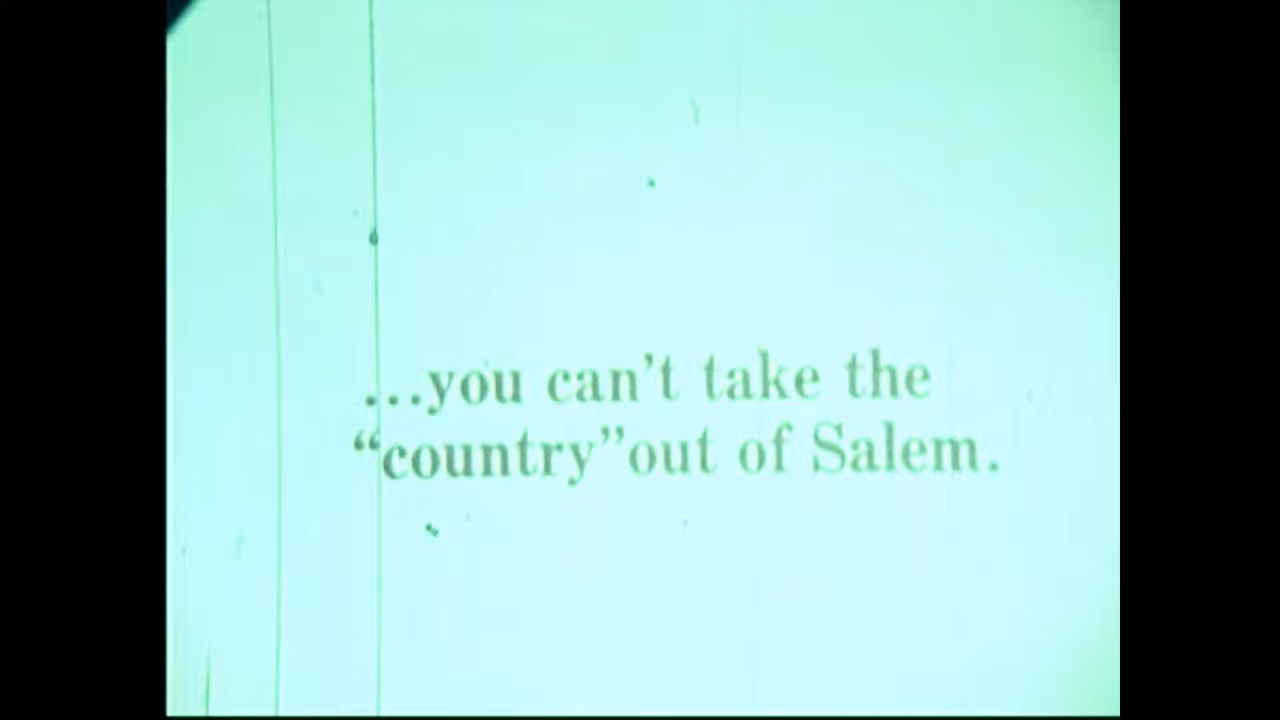 ...you can't take the
“country”out of Salem.